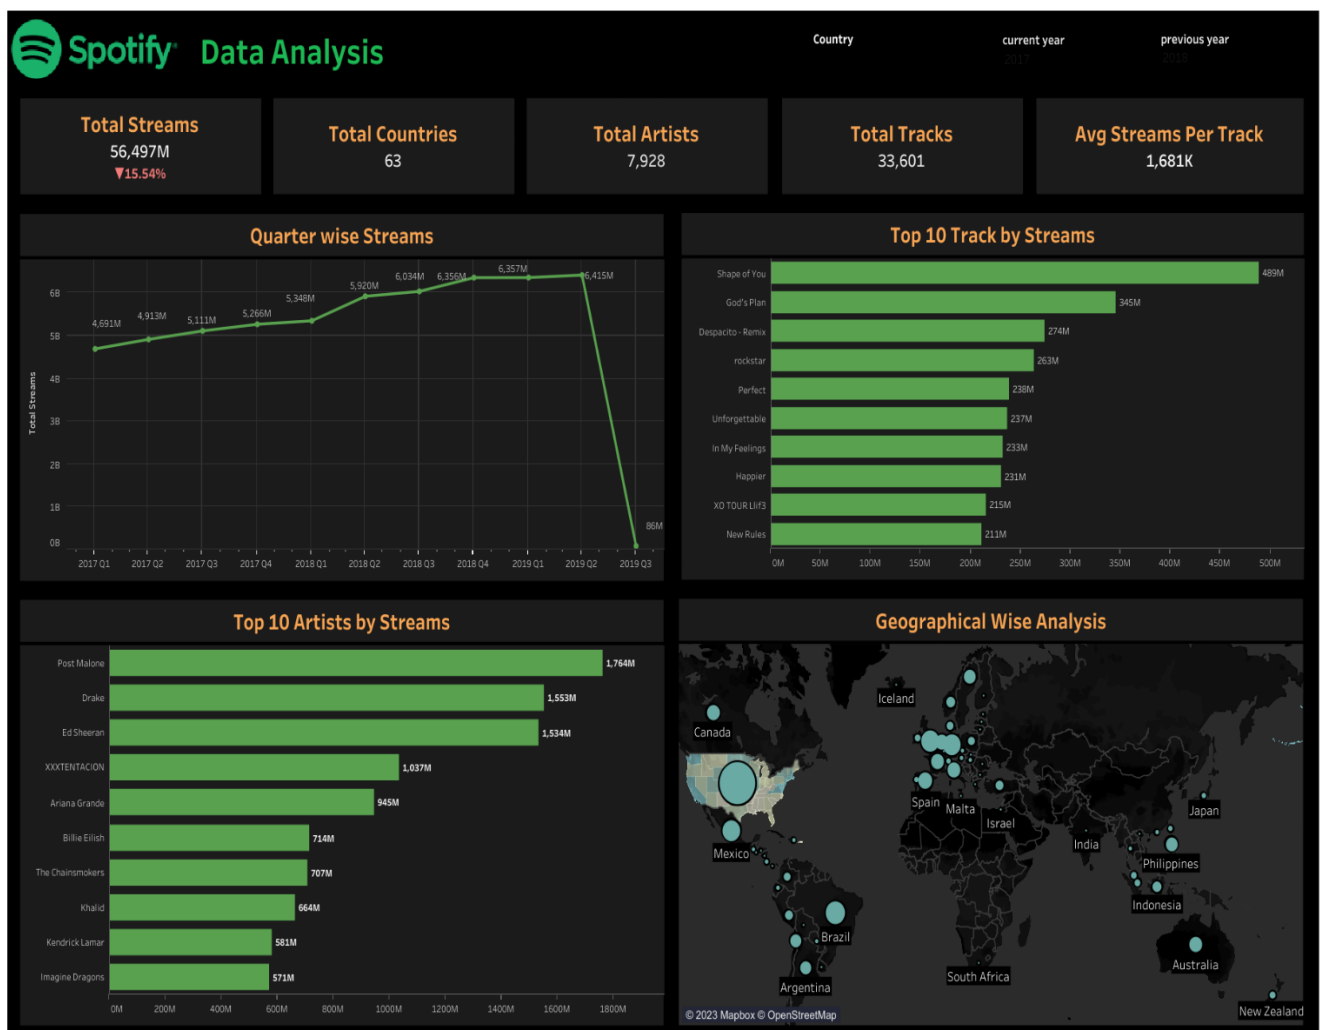 Spotify Data Analysis
Country current year previous year
2017 2018
Total Streams
56,497M
▼15.54%
Total Countries
63
Total Artists
7,928
Total Tracks
33,601
Avg Streams Per Track
1,681K
Quarter wise Streams
Total Streams
6B
5B
4B
3B
2B
1B
0B
4,691M
4,913M
5,111M
5,266M
5,348M
5,920M
6,034M
6,356M
6,357M
6,415M
86M
2017 Q1 2017 Q2 2017 Q3 2017 Q4 2018 Q1 2018 Q2 2018 Q3 2018 Q4 2019 Q1 2019 Q2 2019 Q3
Top 10 Track by Streams
Shape of You 489M
God's Plan 345M
Despacito - Remix 274M
rockstar 263M
Perfect 238M
Unforgettable 237M
In My Feelings 233M
Happier 231M
XO TOUR Llif3 215M
New Rules 211M
0M 50M 100M 150M 200M 250M 300M 350M 400M 450M 500M
Top 10 Artists by Streams
Post Malone 1,764M
Drake 1,553M
Ed Sheeran 1,534M
XXXTENTACION 1,037M
Ariana Grande 945M
Billie Eilish 714M
The Chainsmokers 707M
Khalid 664M
Kendrick Lamar 581M
Imagine Dragons 571M
0M 200M 400M 600M 800M 1000M 1200M 1400M 1600M 1800M
Geographical Wise Analysis
Iceland
Canada
Spain
Malta
Israel
Japan
Mexico
India
Philippines
Indonesia
Brazil
Australia
South Africa
Argentina
New Zealand
© 2023 Mapbox © OpenStreetMap